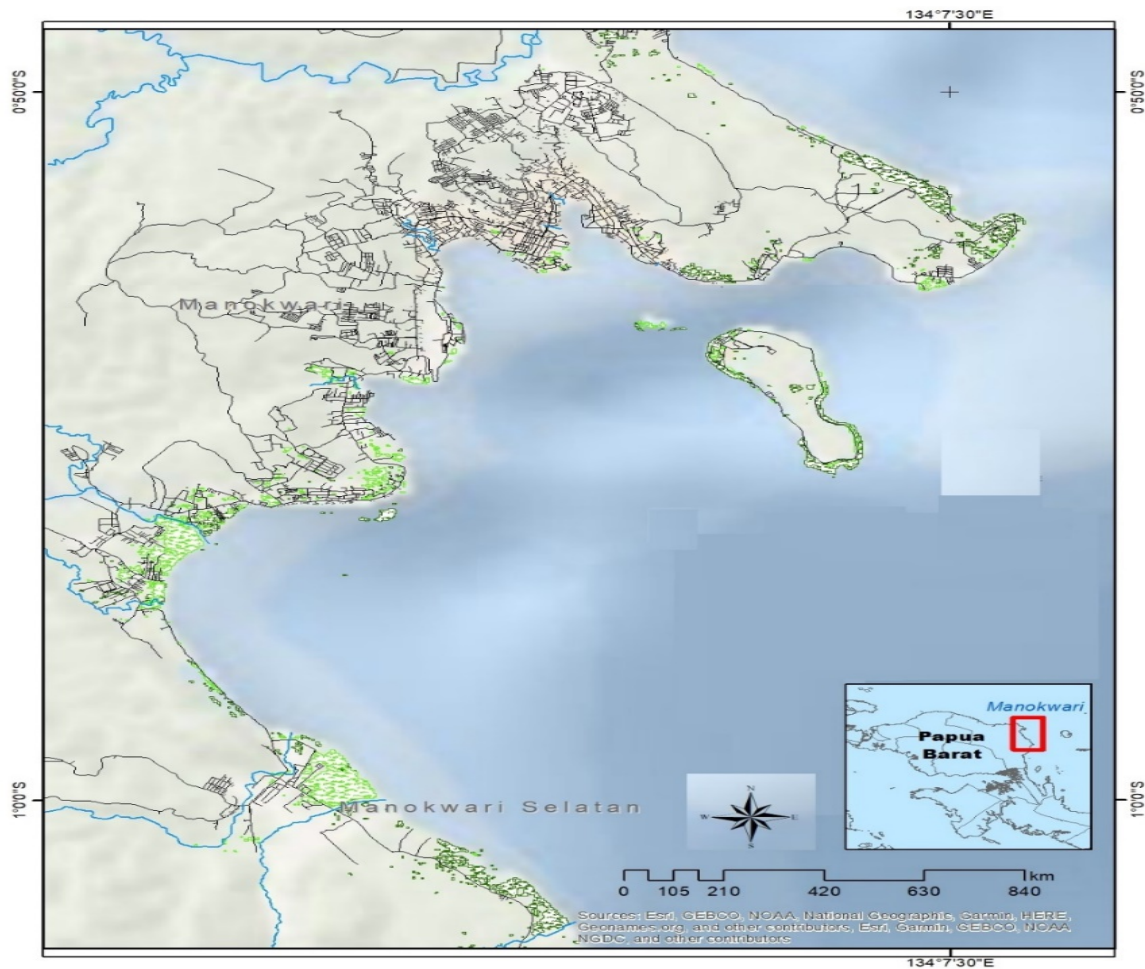 134°7'30"E
0°50'0"S
0°50'0"S
Manokwari
Manokwari
Papua
Barat
1°0'0"S
1°0'0"S
Manokwari Selatan
N
W
E
S
km
0 105 210 420 630 840
Sources: Esri, GEBCO, NOAA, National Geographic, Garmin, HERE,
Geonames.org, and other contributors, Esri, Garmin, GEBCO, NOAA
NGDC, and other contributors
134°7'30"E